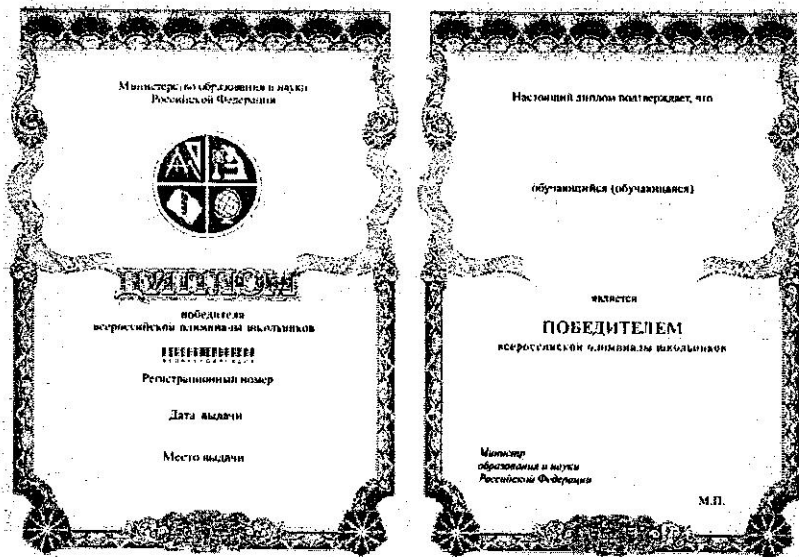 Министерство образования и науки
Российской Федерации
ДИПЛОМ
победителя
всероссийской олимпиады школьников
Регистрационный номер
Дата выдачи
Место выдачи
Настоящий диплом подтверждает, что
обучающийся (обучающаяся)
является
ПОБЕДИТЕЛЕМ
всероссийской олимпиады школьников
Министр
образования и науки
Российской Федерации
М.П.